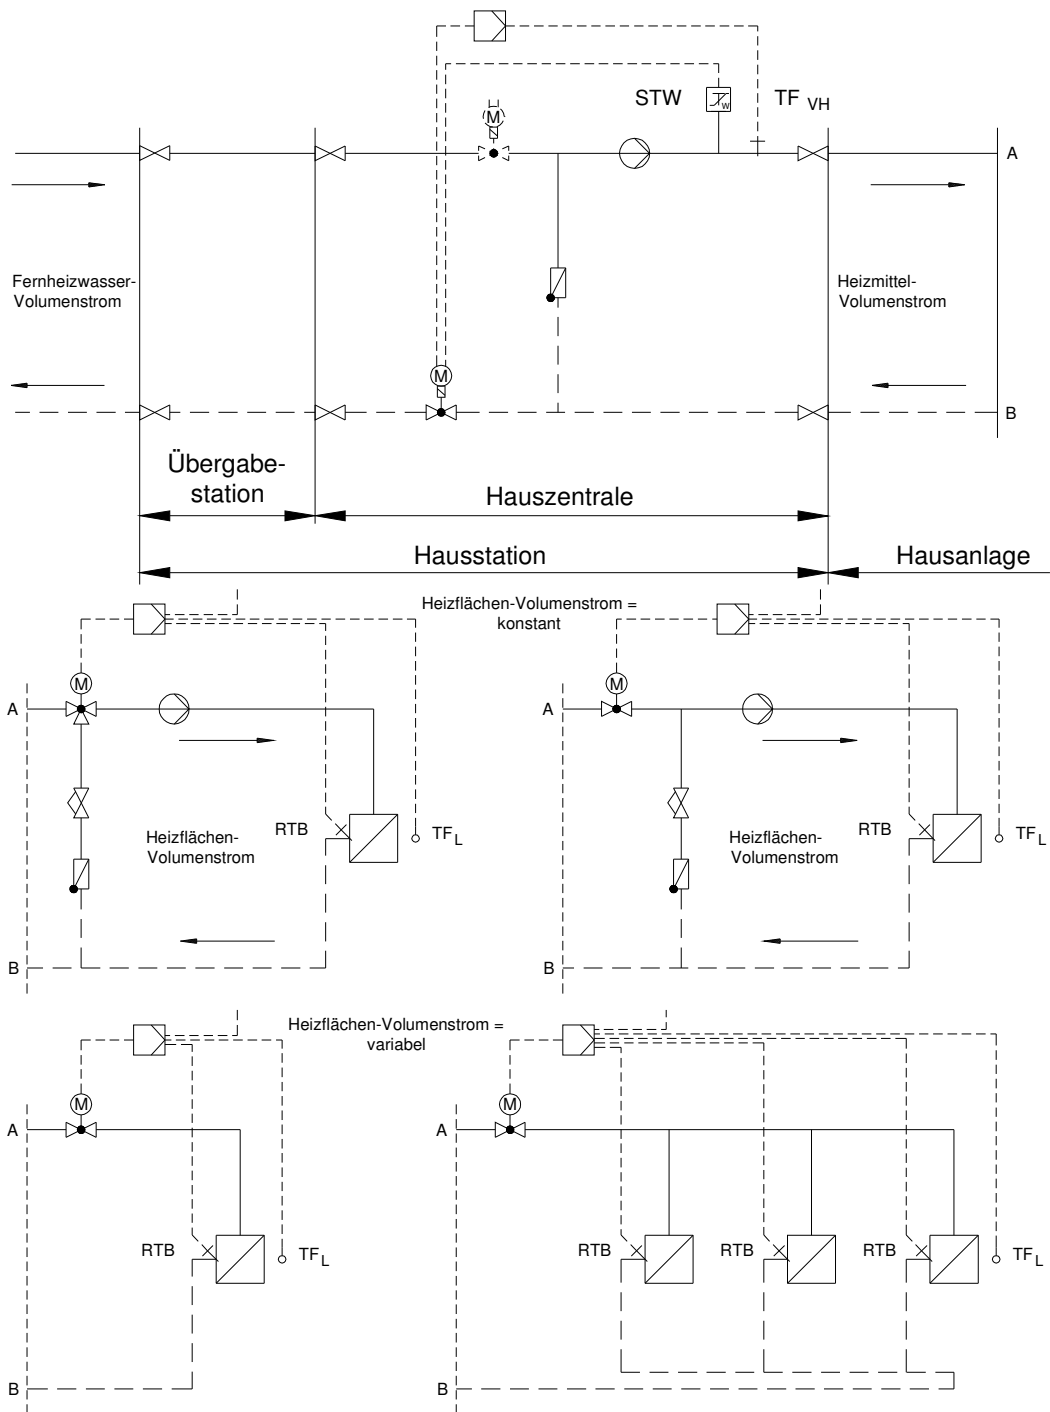 STW
TF VH
M
w
A
Fernheizwasser-
Volumenstrom
Heizmittel-
Volumenstrom
M
B
Übergabe-
station
Hauszentrale
Hausstation
Hausanlage
Heizflächen-Volumenstrom =
konstant
M
A
RTB
TF L
Heizflächen-
Volumenstrom
B
M
A
RTB
TF L
Heizflächen-
Volumenstrom
B
Heizflächen-Volumenstrom =
variabel
M
A
RTB
TF L
B
M
A
RTB
RTB
RTB
TF L
B